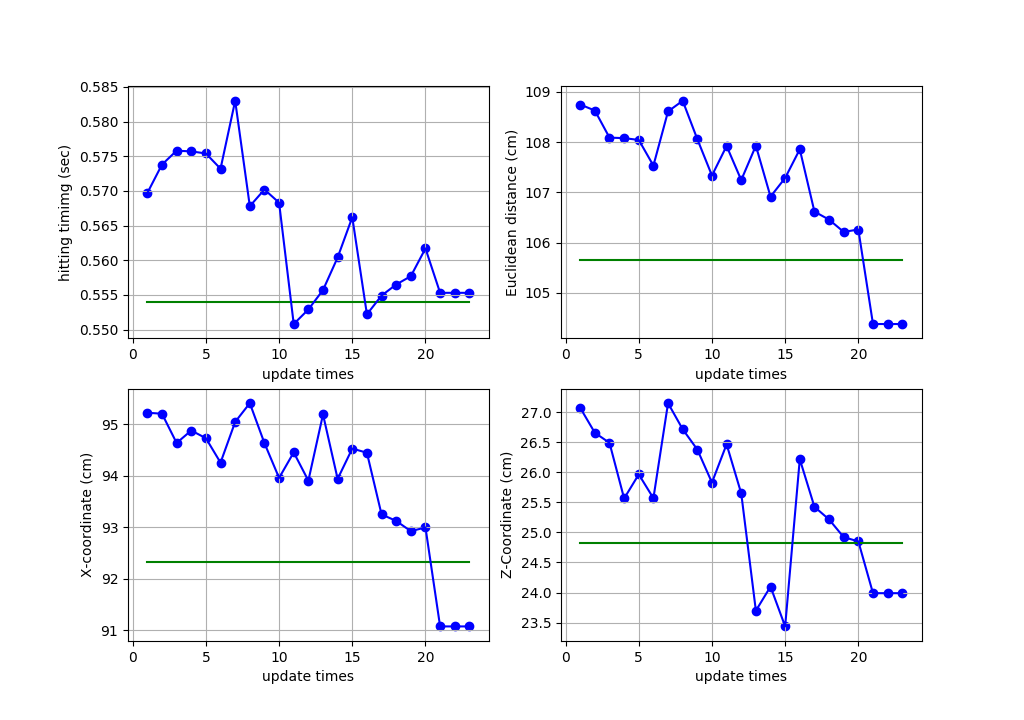 0.585
0.580
0.575
0.570
0.565
0.560
0.555
0.550
hitting timimg (sec)
0 5 10 15 20
update times
109
108
107
106
105
Euclidean distance (cm)
0 5 10 15 20
update times
95
94
93
92
91
X-coordinate (cm)
0 5 10 15 20
update times
27.0
26.5
26.0
25.5
25.0
24.5
24.0
23.5
Z-Coordinate (cm)
0 5 10 15 20
update times